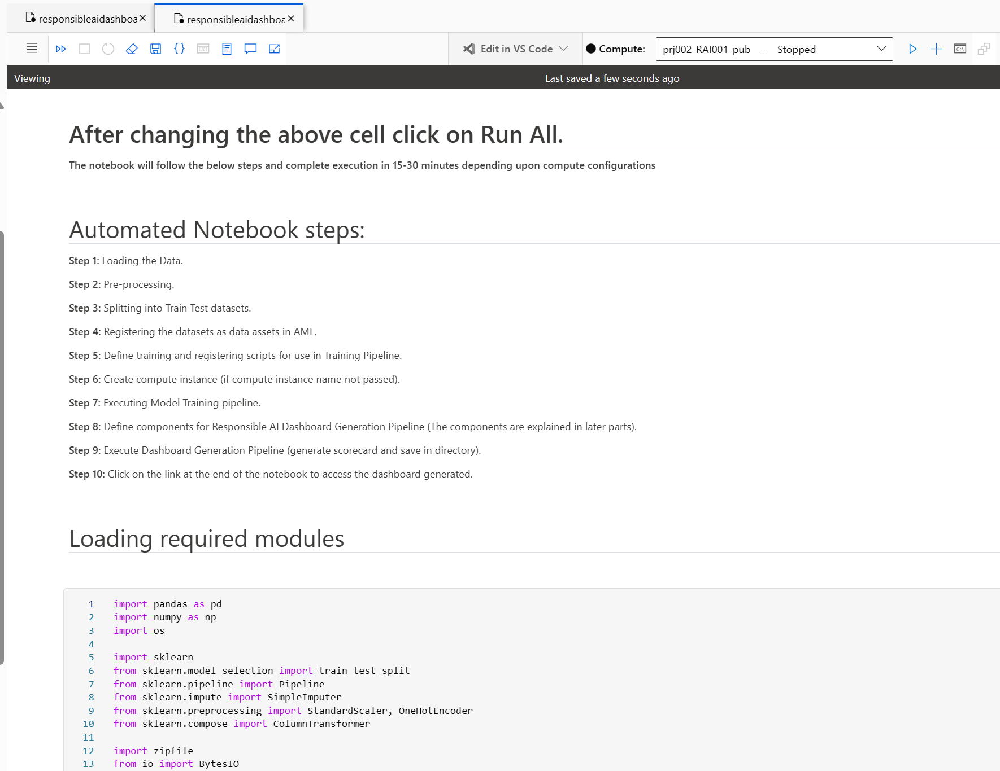 responsibleaidashboa
responsibleaidashboa
Edit in VS Code
Compute:
prj002-RAI001-pub - Stopped
Viewing
Last saved a few seconds ago
After changing the above cell click on Run All.
The notebook will follow the below steps and complete execution in 15-30 minutes depending upon compute configurations
Automated Notebook steps:
Step 1: Loading the Data.
Step 2: Pre-processing.
Step 3: Splitting into Train Test datasets.
Step 4: Registering the datasets as data assets in AML.
Step 5: Define training and registering scripts for use in Training Pipeline.
Step 6: Create compute instance (if compute instance name not passed).
Step 7: Executing Model Training pipeline.
Step 8: Define components for Responsible AI Dashboard Generation Pipeline (The components are explained in later parts).
Step 9: Execute Dashboard Generation Pipeline (generate scorecard and save in directory).
Step 10: Click on the link at the end of the notebook to access the dashboard generated.
Loading required modules
1 import pandas as pd
2 import numpy as np
3 import os
4
5 import sklearn
6 from sklearn.model_selection import train_test_split
7 from sklearn.pipeline import Pipeline
8 from sklearn.impute import SimpleImputer
9 from sklearn.preprocessing import StandardScaler, OneHotEncoder
10 from sklearn.compose import ColumnTransformer
11
12 import zipfile
13 from io import BytesIO